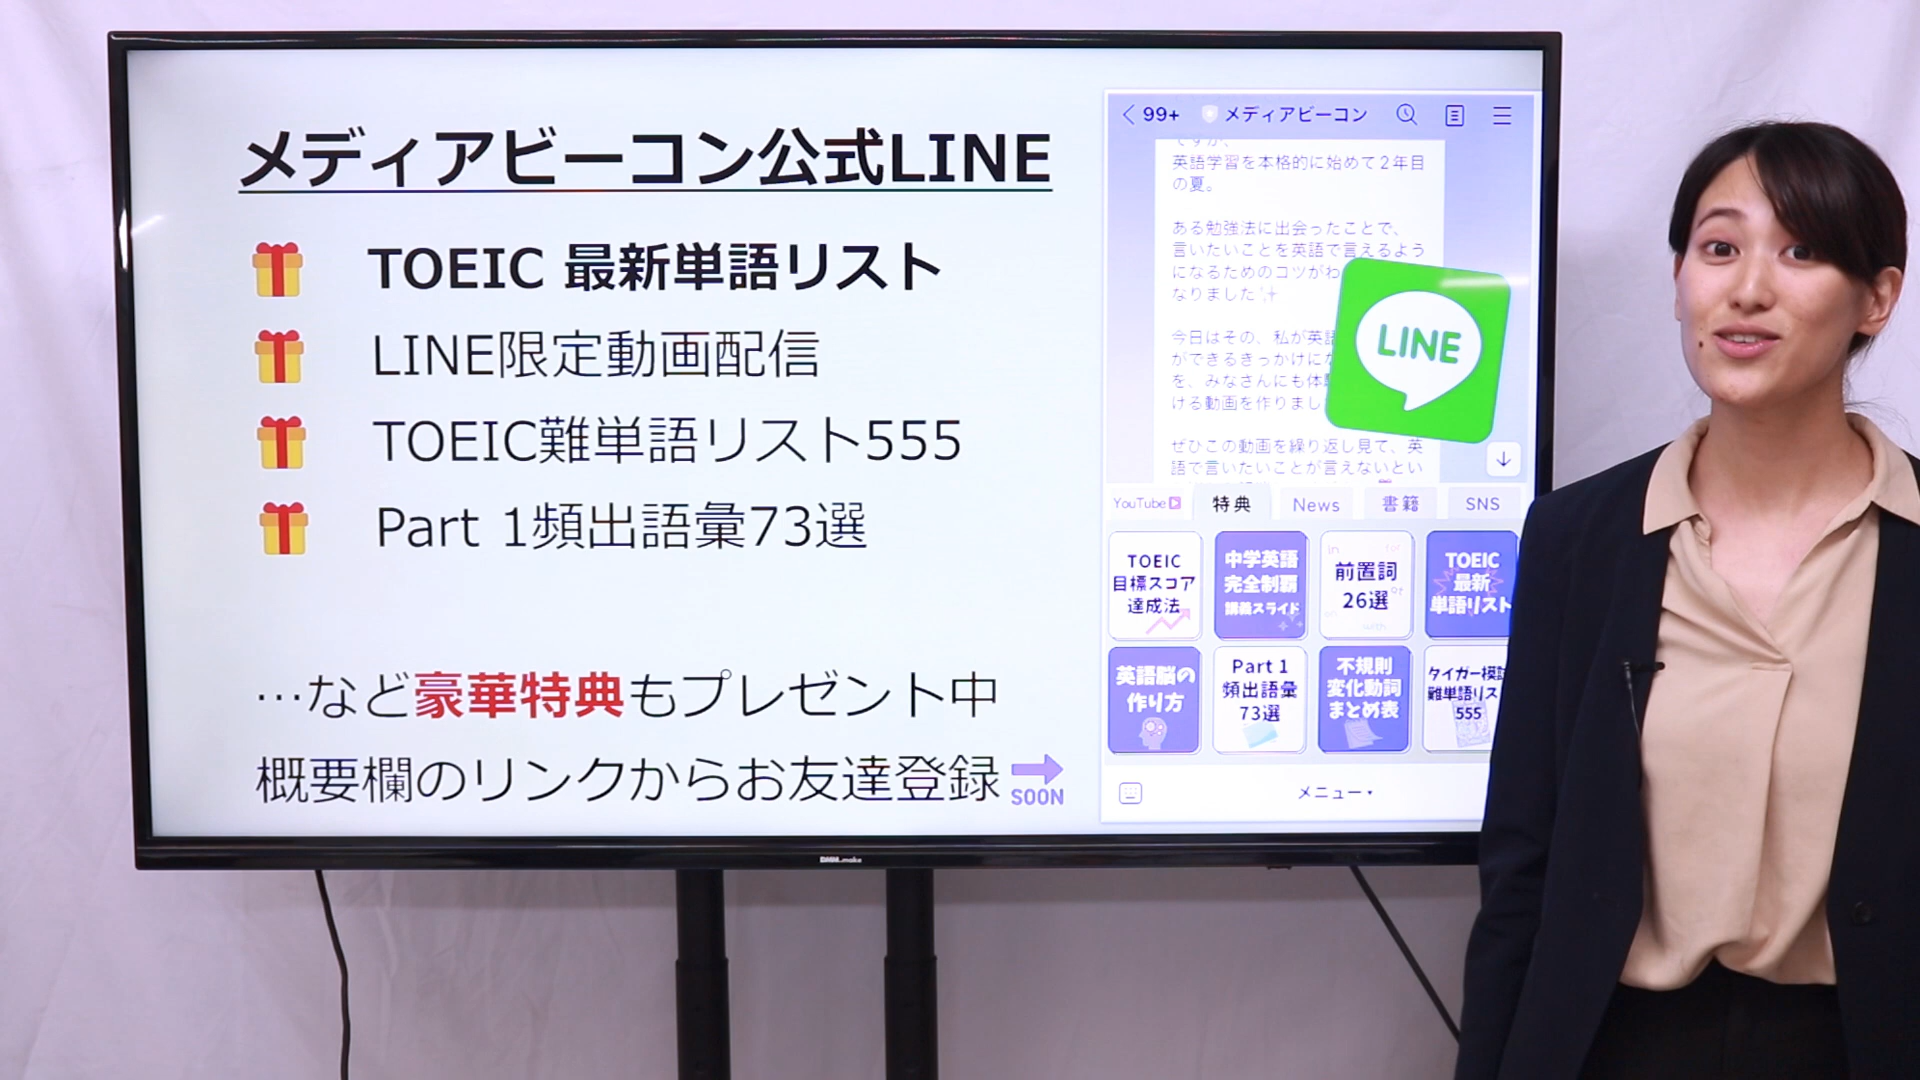 メディアビーコン公式LINE
TOEIC 最新単語リスト
LINE限定動画配信
TOEIC難単語リスト555
Part 1頻出語彙73選
…など豪華特典もプレゼント中
概要欄のリンクからお友達登録
SOON
99+ メディアビーコン
ですが、
英語学習を本格的に始めて2年目
の夏。
ある勉強法に出会ったことで、
言いたいことを英語で言えるよう
になるためのコツがわ
なりました
今日はその、私が英語
ができるきっかけにな
を、みなさんにも体
ける動画を作りまし
ぜひこの動画を繰り返し見て、英
語で言いたいことが言えないとい
LINE
YouTube 特典 News 書籍 SNS
TOEIC
目標スコア
達成法
中学英語
完全制覇
講義スライド
in for
前置詞
26選
on with
TOEIC
最新
単語リスト
英語脳の
作り方
Part 1
頻出語彙
73選
不規則
変化動詞
まとめ表
タイガー模試
難単語リス
555
メニュー
DMM.make